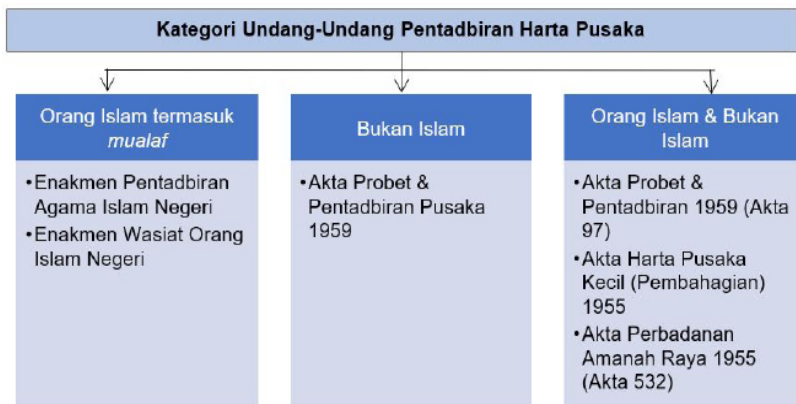 Kategori Undang-Undang Pentadbiran Harta Pusaka
Orang Islam termasuk
mualaf
•Enakmen Pentadbiran
Agama Islam Negeri
•Enakmen Wasiat Orang
Islam Negeri
Bukan Islam
•Akta Probet &
Pentadbiran Pusaka
1959
Orang Islam & Bukan
Islam
•Akta Probet &
Pentadbiran 1959 (Akta
97)
•Akta Harta Pusaka
Kecil (Pembahagian)
1955
•Akta Perbadanan
Amanah Raya 1955
(Akta 532)